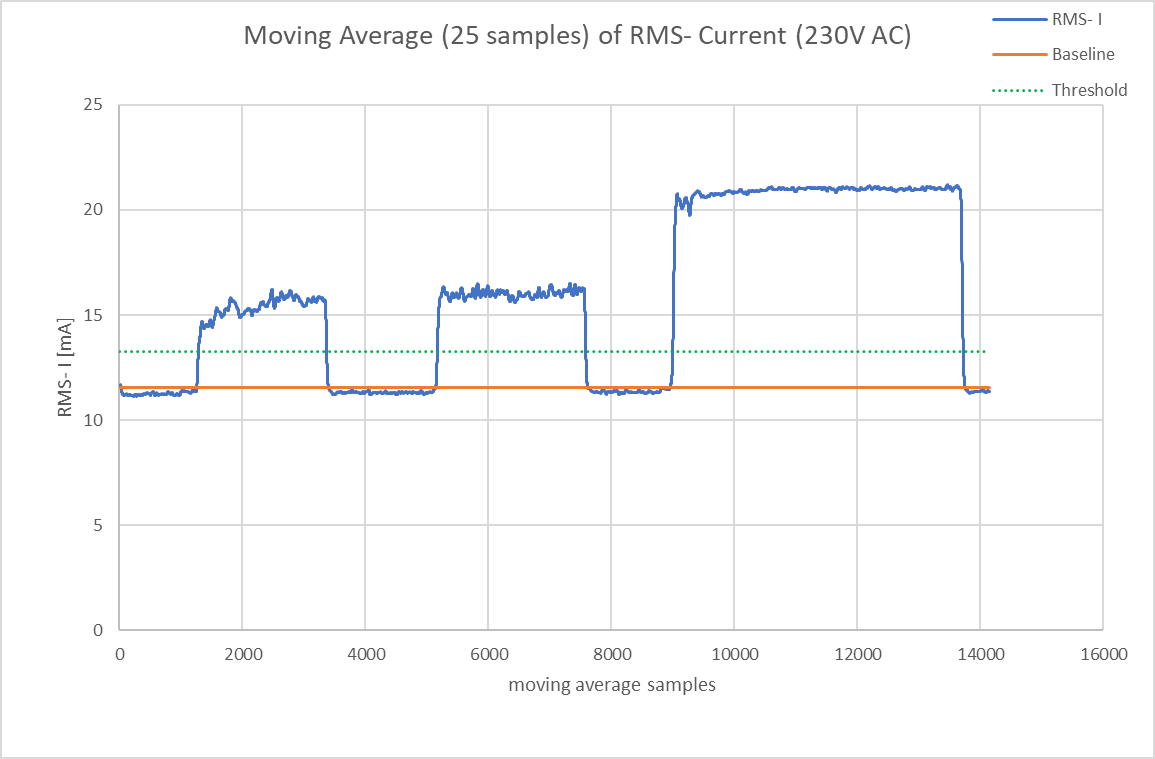 Moving Average (25 samples) of RMS- Current (230V AC)
RMS- I
Baseline
Threshold
25
20
15
10
5
0
RMS- I [mA]
0 2000 4000 6000 8000 10000 12000 14000 16000
moving average samples